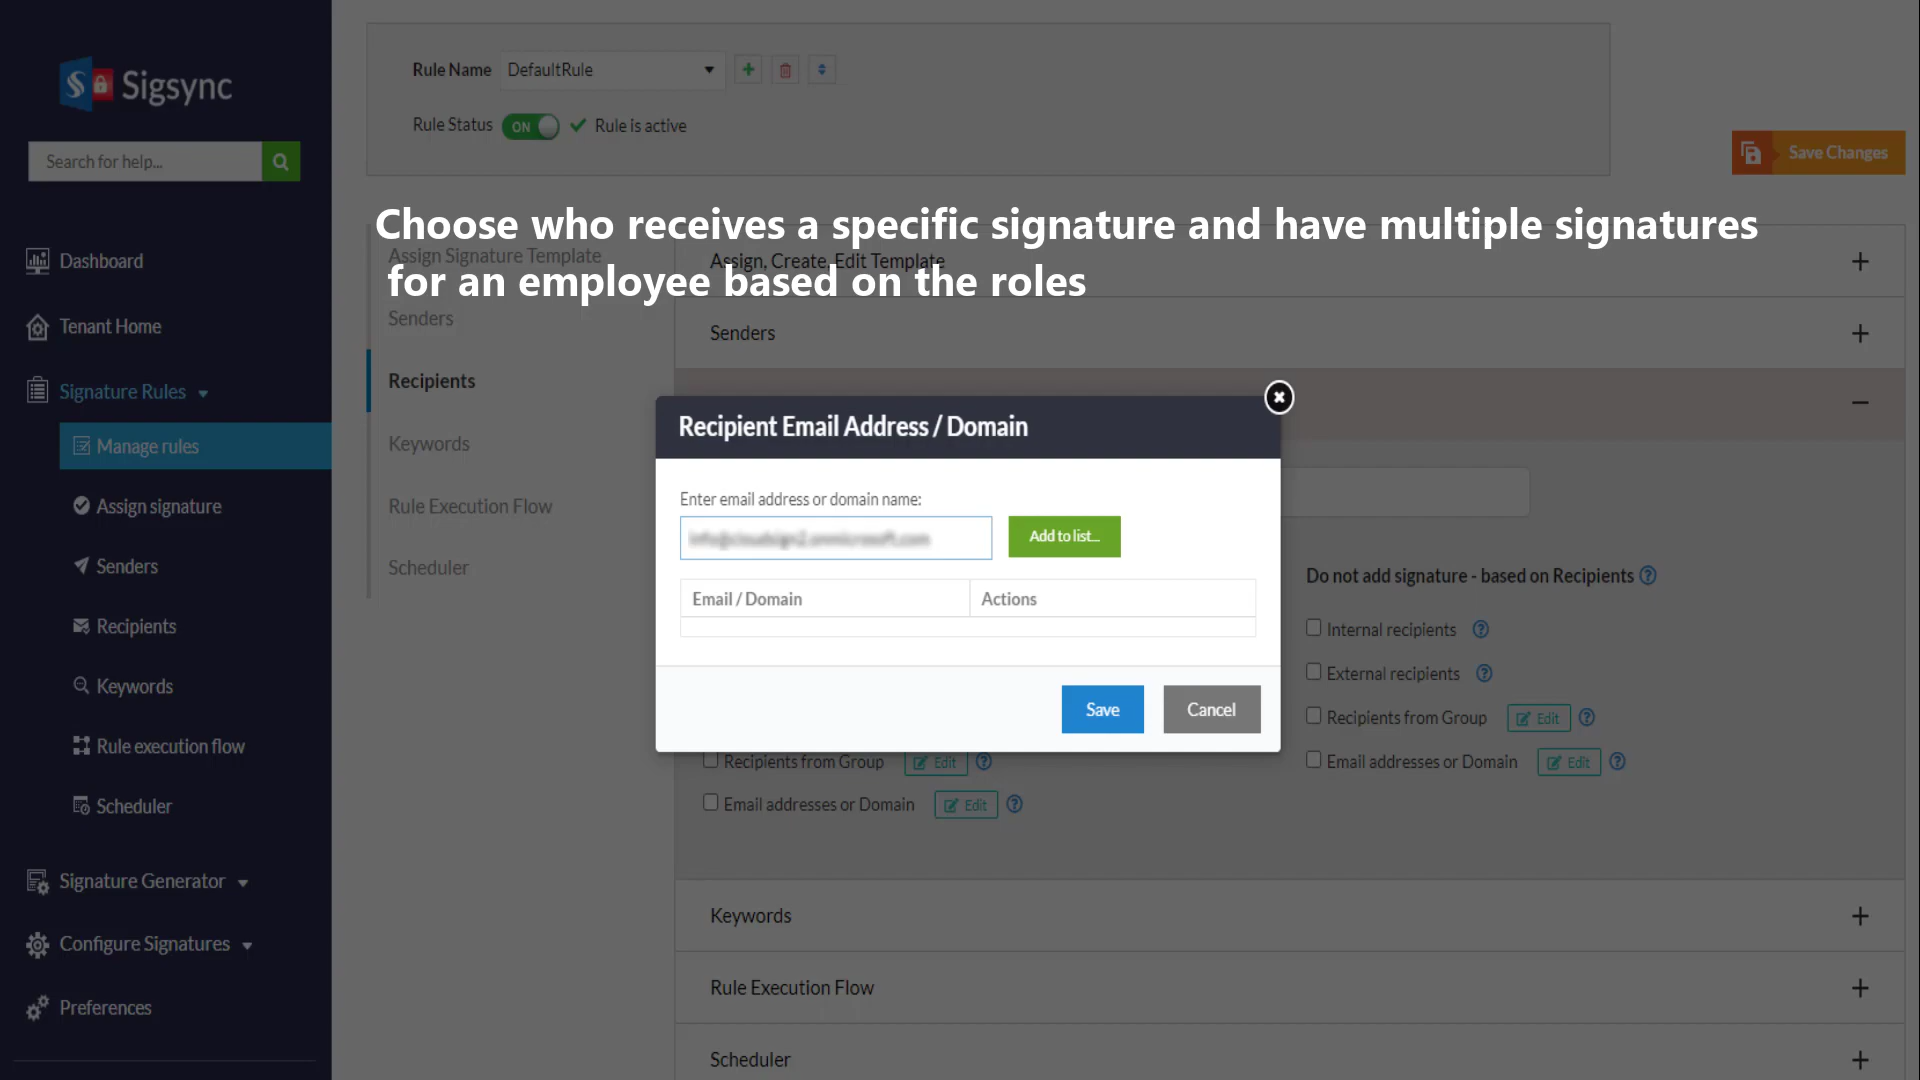 Sigsync
Search for help...
Dashboard
Tenant Home
Signature Rules
Manage rules
Assign signature
Senders
Recipients
Keywords
Rule execution flow
Scheduler
Signature Generator
Configure Signatures
Preferences
Rule Name DefaultRule
Rule Status ON Rule is active
Save Changes
Choose who receives a specific signature and have multiple signatures
for an employee based on the roles
Assign Signature Template
Senders
Recipients
Keywords
Rule Execution Flow
Scheduler
Assign, Create, Edit Template
Senders
Recipient Email Address / Domain
Enter email address or domain name:
Add to list...
Email / Domain Actions
Save Cancel
Recipients from Group Edit
Email addresses or Domain Edit
Do not add signature - based on Recipients
Internal recipients
External recipients
Recipients from Group Edit
Email addresses or Domain Edit
Keywords
Rule Execution Flow
Scheduler